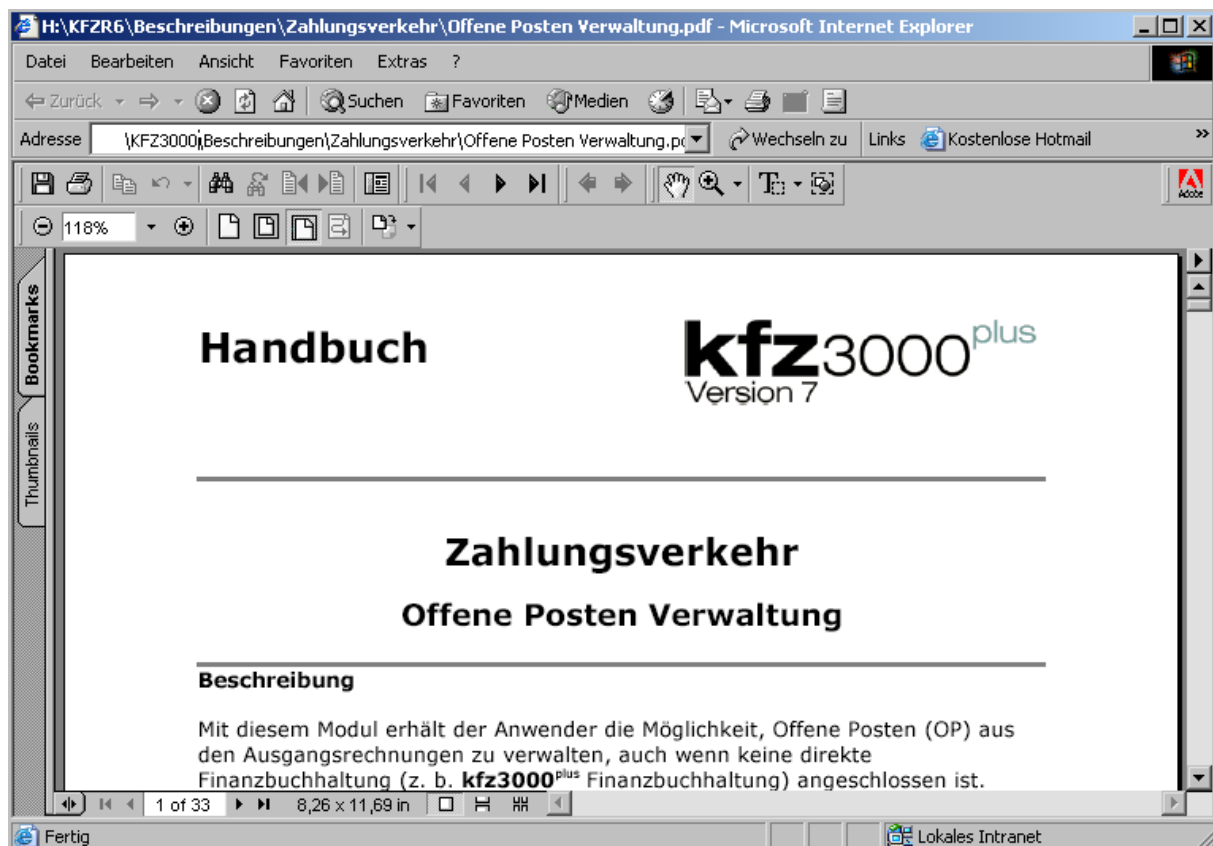 H:\KFZR6\Beschreibungen\Zahlungsverkehr\Offene Posten Verwaltung.pdf - Microsoft Internet Explorer
Datei Bearbeiten Ansicht Favoriten Extras ?
Zurück Suchen Favoriten Medien
Adresse \KFZ3000\Beschreibungen\Zahlungsverkehr\Offene Posten Verwaltung.pd Wechseln zu Links Kostenlose Hotmail »
Adobe
118%
Bookmarks
Thumbnails
Handbuch
kfz3000plus
Version 7
Zahlungsverkehr
Offene Posten Verwaltung
Beschreibung
Mit diesem Modul erhält der Anwender die Möglichkeit, Offene Posten (OP) aus
den Ausgangsrechnungen zu verwalten, auch wenn keine direkte
Finanzbuchhaltung (z. b. kfz3000plus Finanzbuchhaltung) angeschlossen ist.
1 of 33 8,26 x 11,69 in
Fertig Lokales Intranet